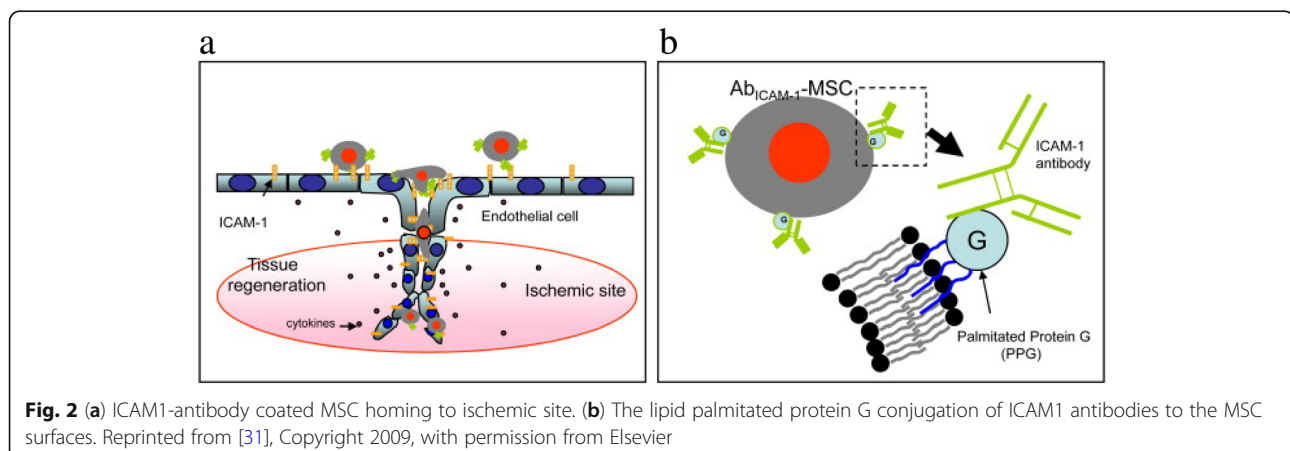 a
ICAM-1
Endothelial cell
Tissue
regeneration
Ischemic site
cytokines
b
Ab_ICAM-1-MSC
G
G
G
ICAM-1
antibody
G
Palmitated Protein G
(PPG)
Fig. 2 (a) ICAM1-antibody coated MSC homing to ischemic site. (b) The lipid palmitated protein G conjugation of ICAM1 antibodies to the MSC
surfaces. Reprinted from [31], Copyright 2009, with permission from Elsevier